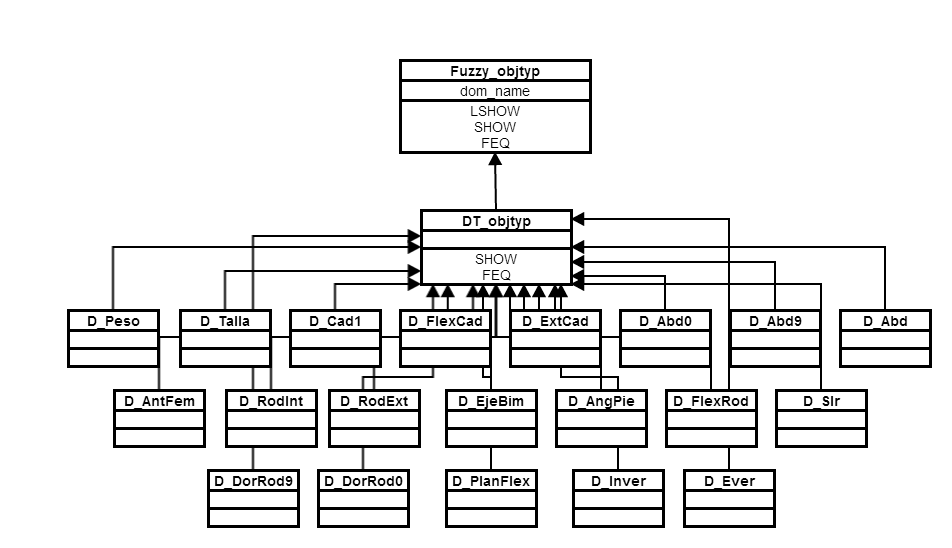 Fuzzy_objtyp
dom_name
LSHOW
SHOW
FEQ
DT_objtyp
SHOW
FEQ
D_Peso
D_Talla
D_Cad1
D_FlexCad
D_ExtCad
D_Abd0
D_Abd9
D_Abd
D_AntFem
D_RodInt
D_RodExt
D_EjeBim
D_AngPie
D_FlexRod
D_Slr
D_DorRod9
D_DorRod0
D_PlanFlex
D_Inver
D_Ever